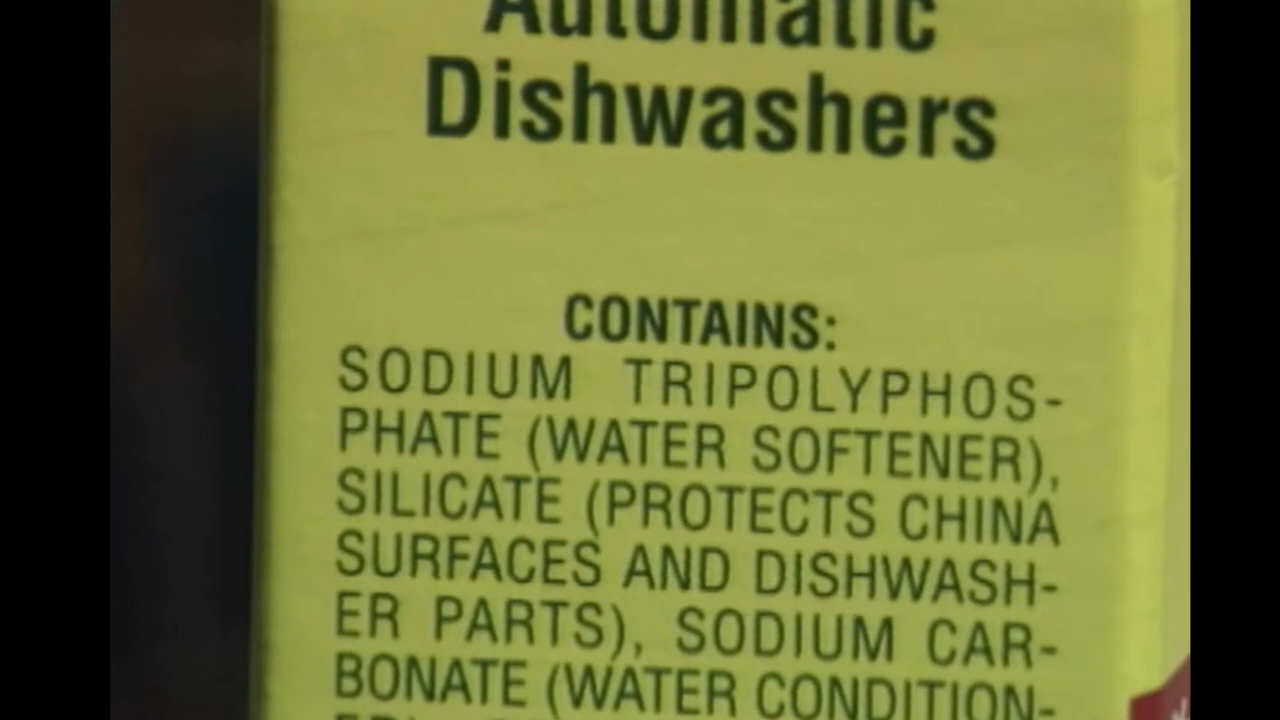 Automatic
Dishwashers
CONTAINS:
SODIUM TRIPOLYPHOS-
PHATE (WATER SOFTENER),
SILICATE (PROTECTS CHINA
SURFACES AND DISHWASH-
ER PARTS), SODIUM CAR-
BONATE (WATER CONDITION-